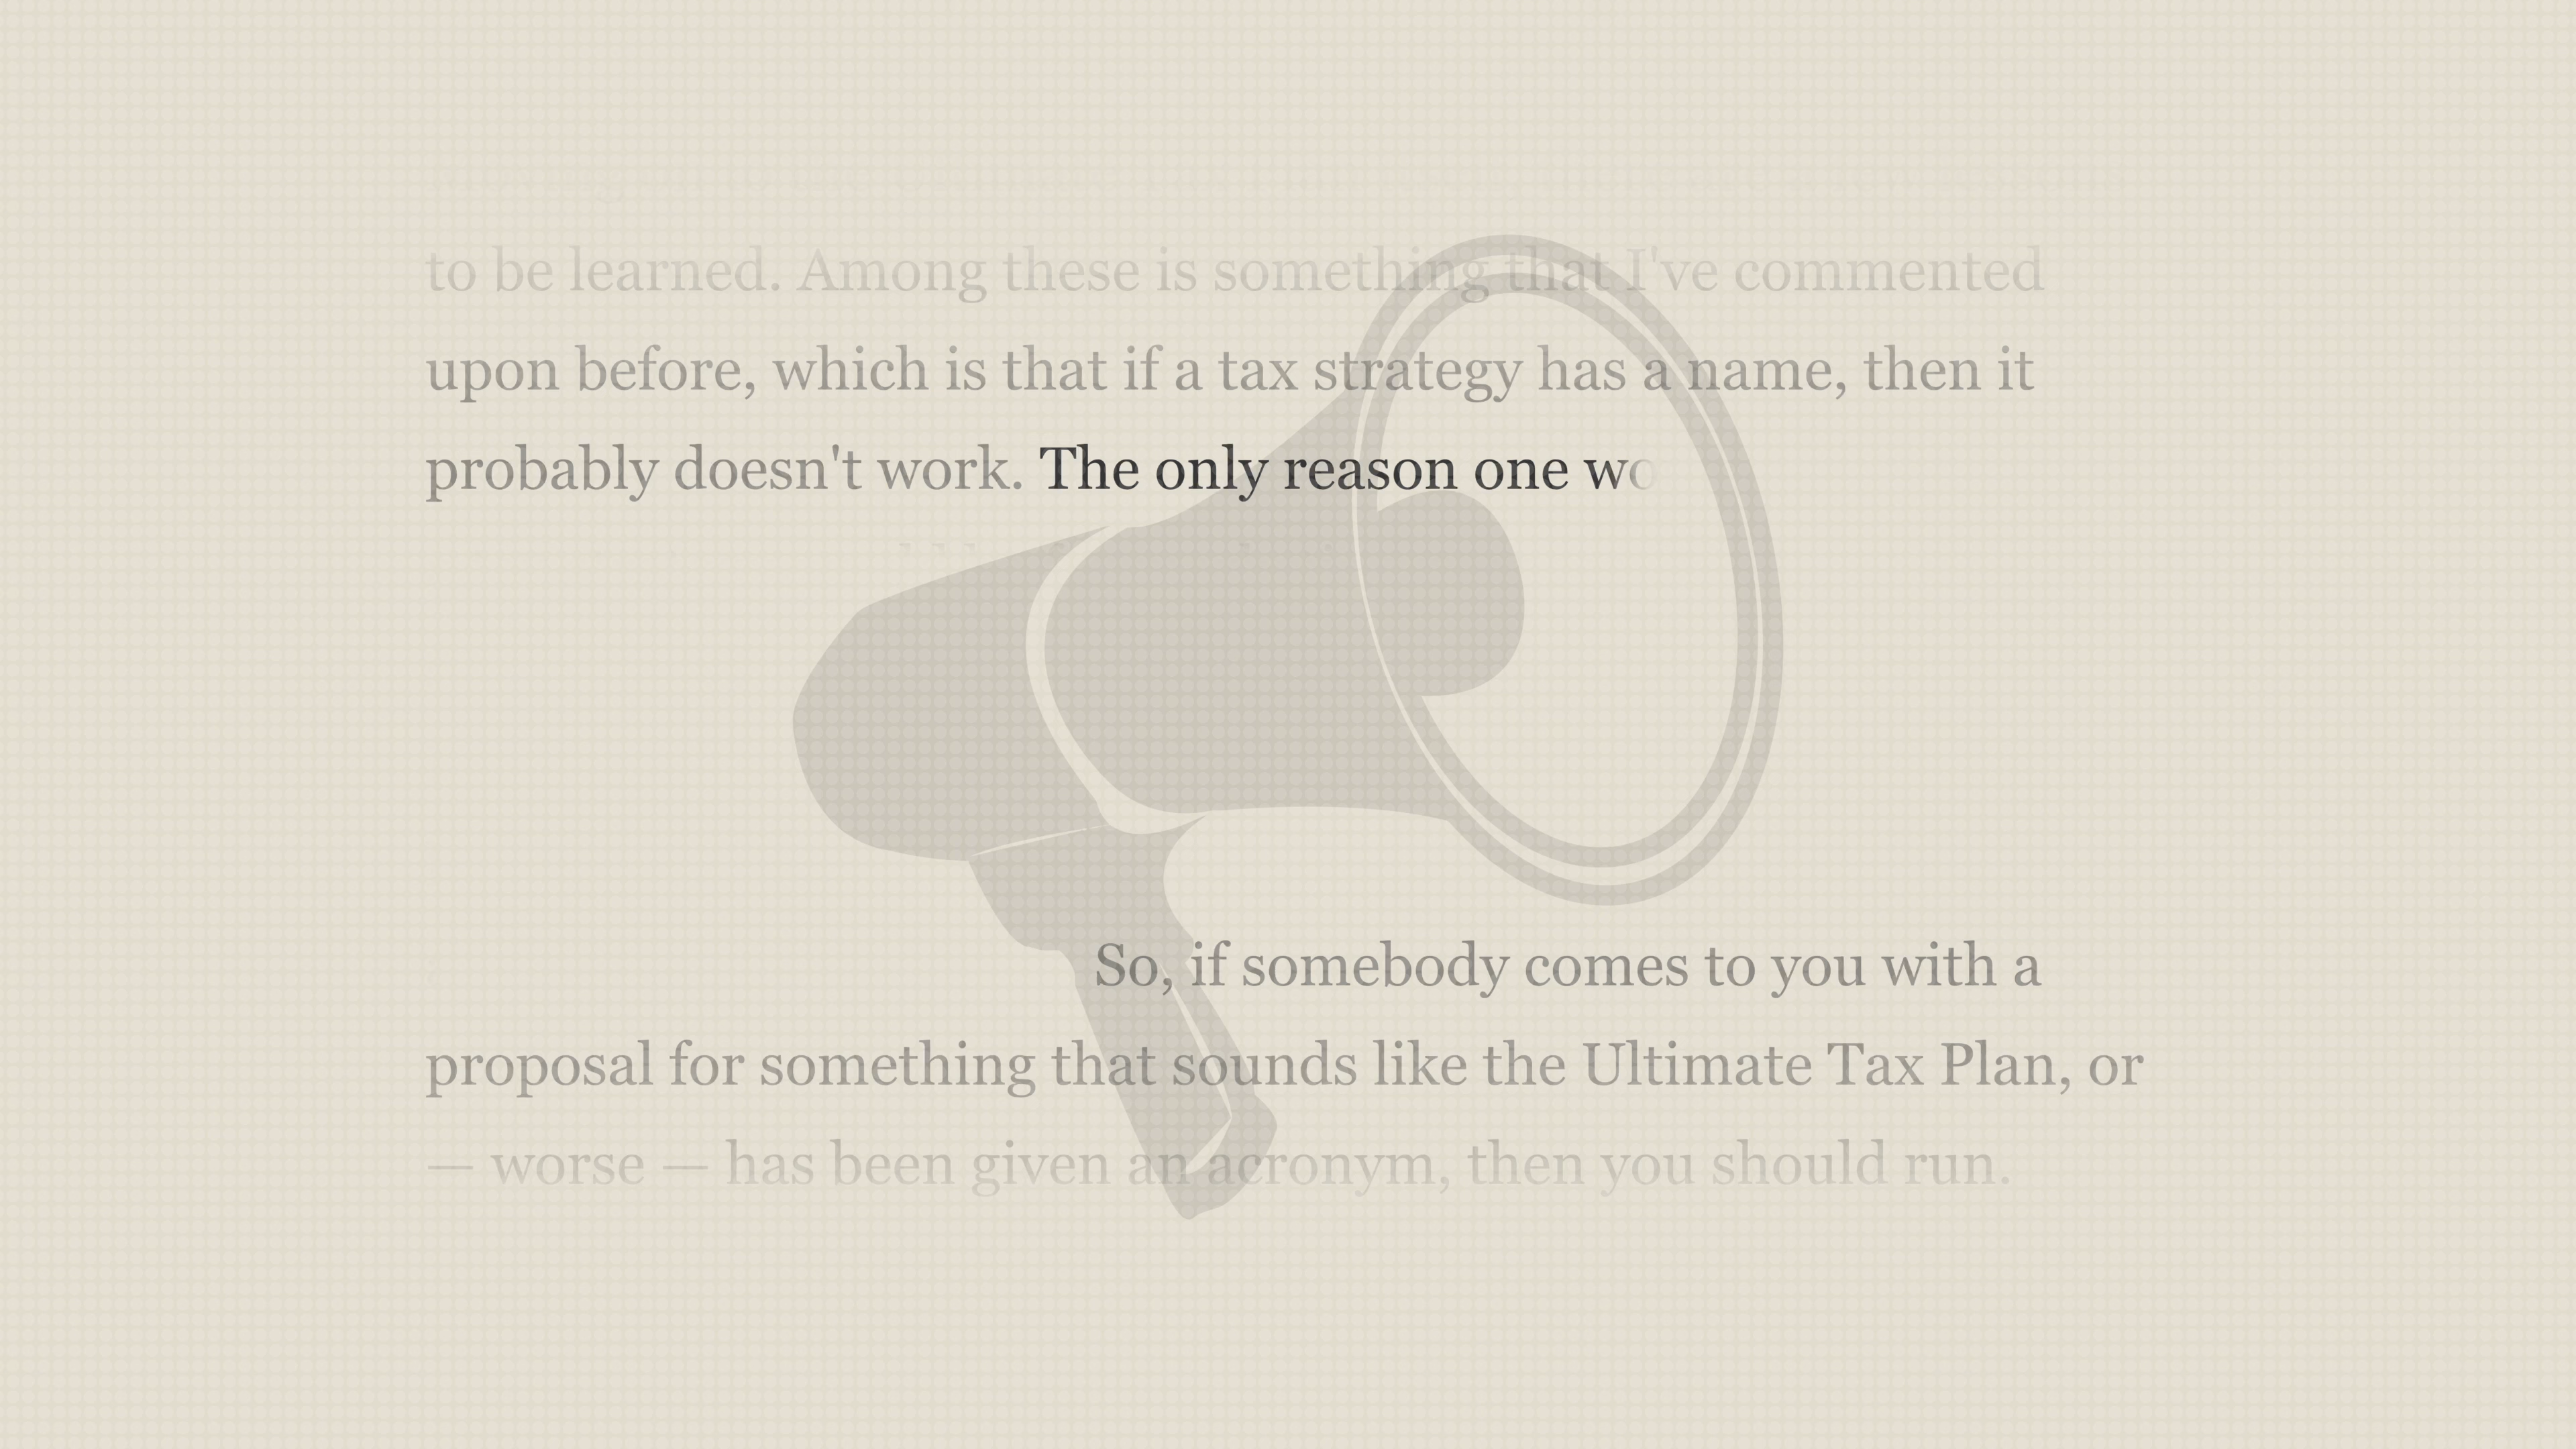 to be learned. Among these is something that I've commented
upon before, which is that if a tax strategy has a name, then it
probably doesn't work. The only reason one
So, if somebody comes to you with a
proposal for something that sounds like the Ultimate Tax Plan, or
— worse — has been given an acronym, then you should run.